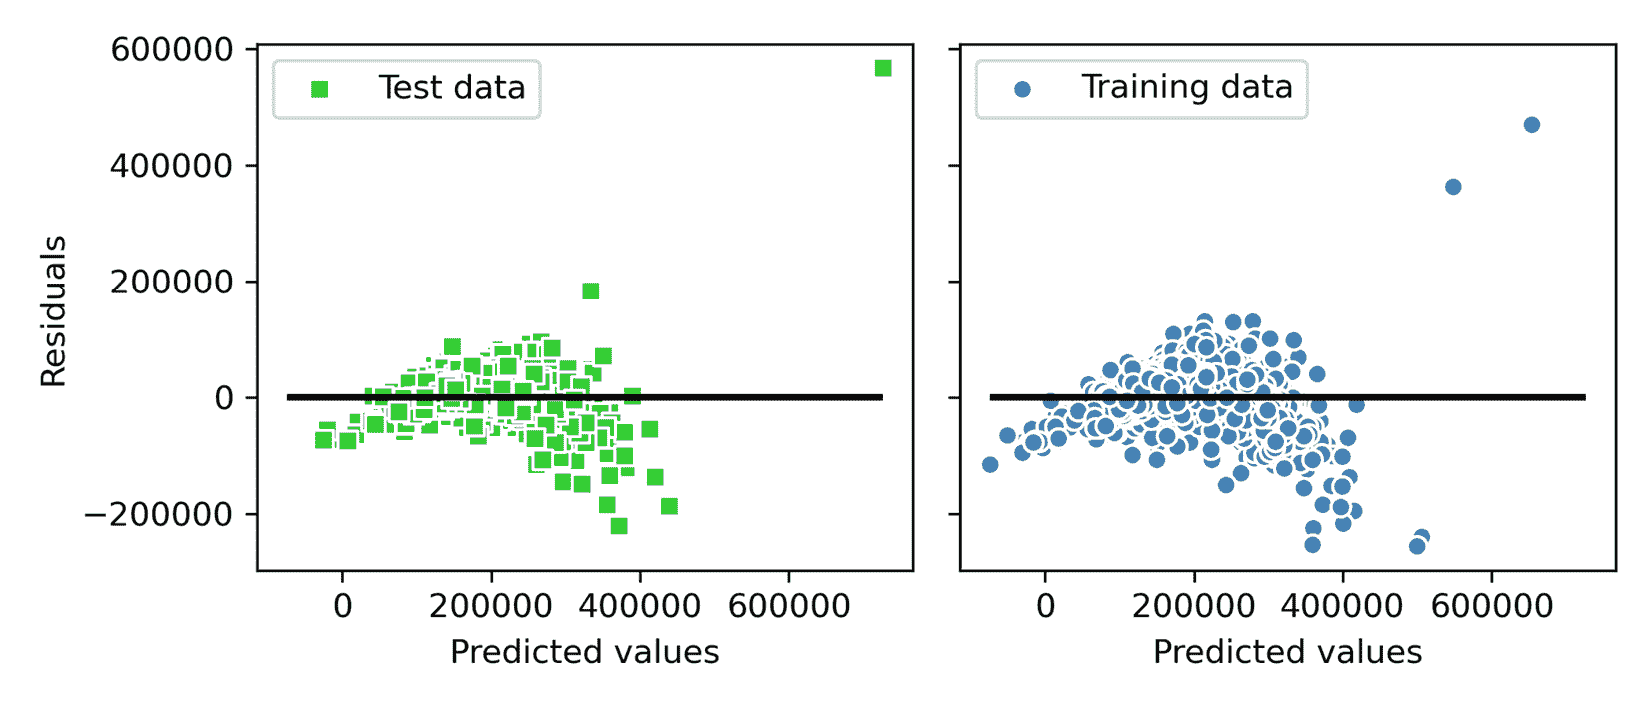 600000
400000
200000
0
−200000
Residuals
Test data
0 200000 400000 600000
Predicted values
Training data
0 200000 400000 600000
Predicted values